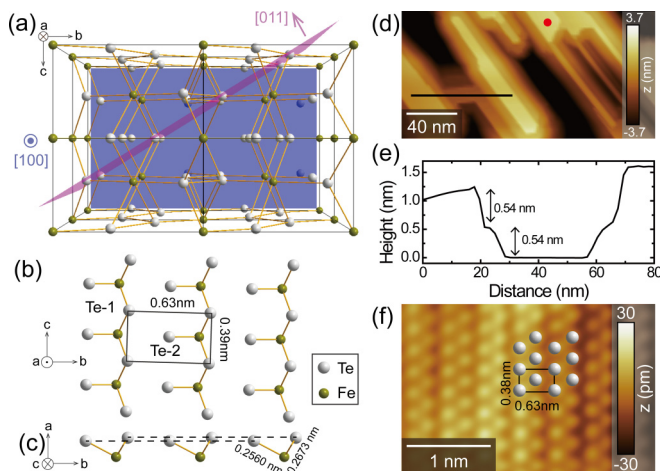 (a)
a
b
c
[011]
[100]
(b)
0.63nm
Te-1
Te-2
0.39nm
c
a
b
Te
Fe
(c)
a
c
b
0.2560 nm
0.2673 nm
(d)
40 nm
3.7
z (nm)
-3.7
(e)
Height (nm)
1.5
1.0
0.5
0.0
0.54 nm
0.54 nm
0 20 40 60 80
Distance (nm)
(f)
0.38nm
0.63nm
1 nm
30
z (pm)
-30